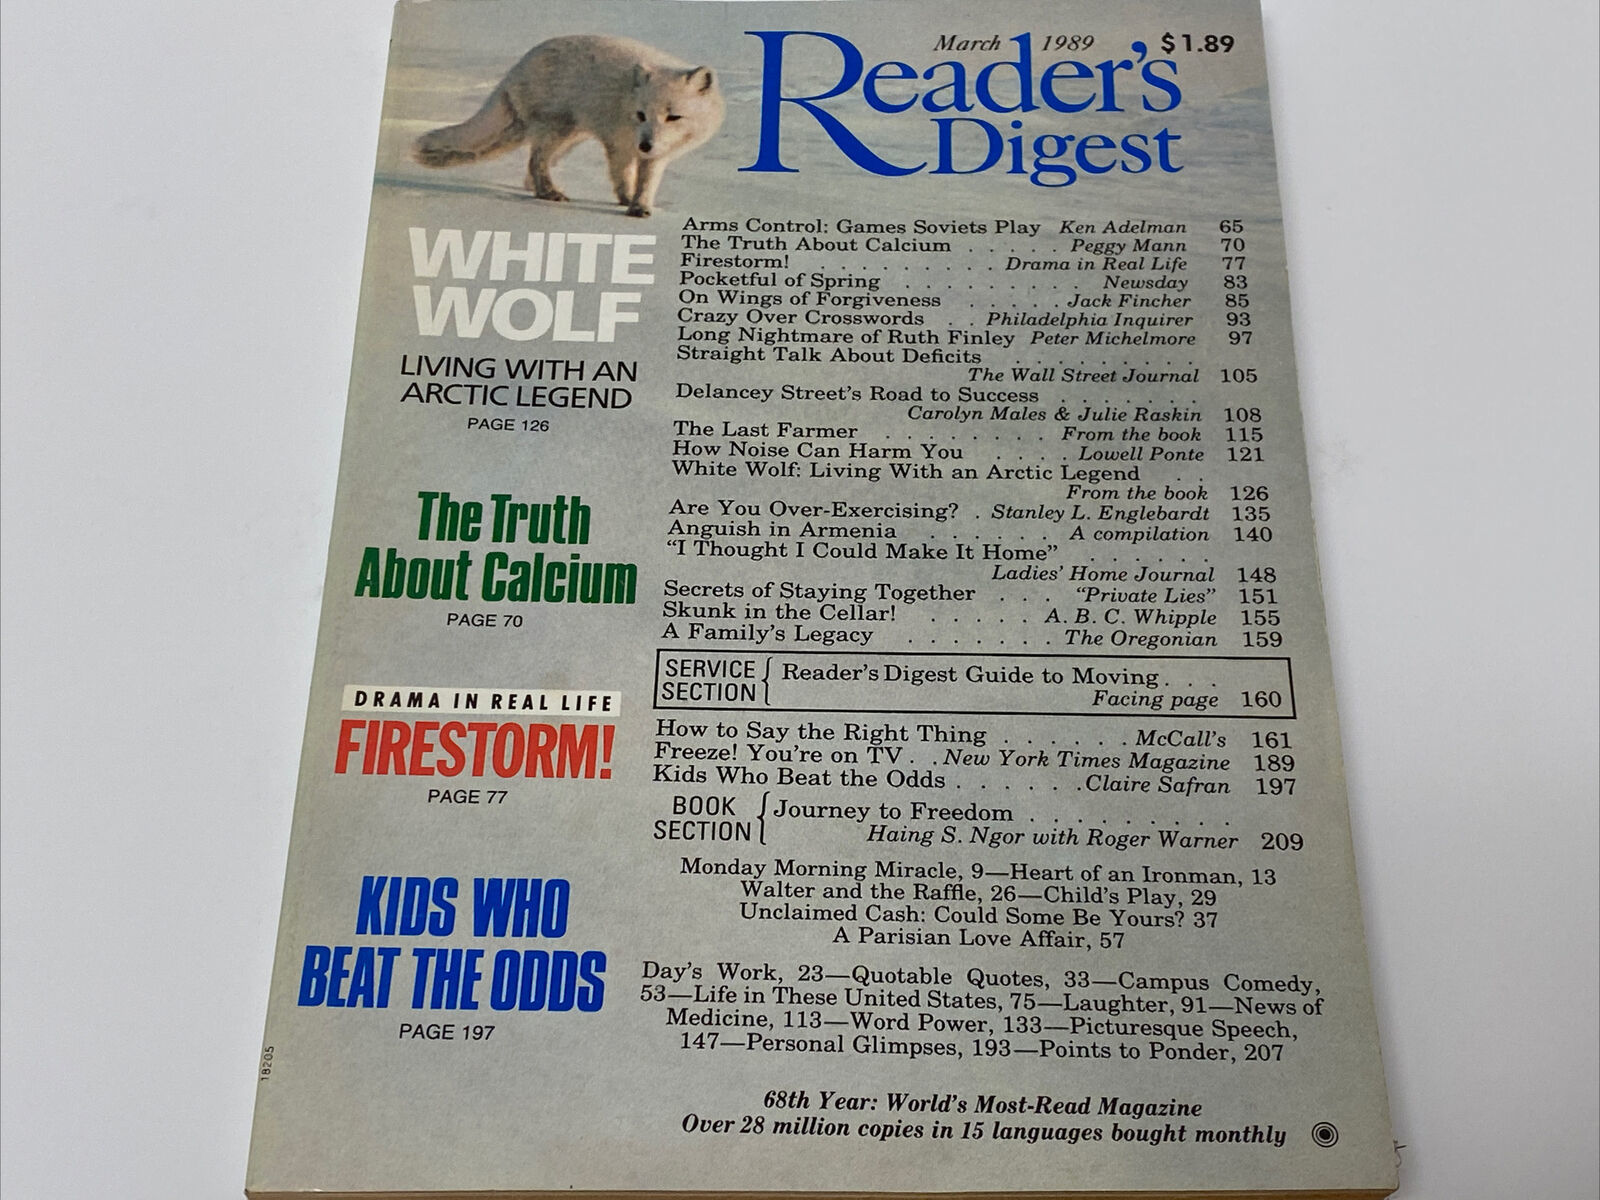 March 1989 $1.89
Reader's
Digest
WHITE
WOLF
LIVING WITH AN
ARCTIC LEGEND
PAGE 126
The Truth
About Calcium
PAGE 70
DRAMA IN REAL LIFE
FIRESTORM!
PAGE 77
KIDS WHO
BEAT THE ODDS
PAGE 197
18205
Arms Control: Games Soviets Play Ken Adelman 65
The Truth About Calcium . . . . . Peggy Mann 70
Firestorm! . . . . . . . . . Drama in Real Life 77
Pocketful of Spring . . . . . . . . . Newsday 83
On Wings of Forgiveness . . . . . Jack Fincher 85
Crazy Over Crosswords . . Philadelphia Inquirer 93
Long Nightmare of Ruth Finley Peter Michelmore 97
Straight Talk About Deficits . . . . . . . . .
The Wall Street Journal 105
Delancey Street's Road to Success . . . . . . .
Carolyn Males & Julie Raskin 108
The Last Farmer . . . . . . . . From the book 115
How Noise Can Harm You . . . . Lowell Ponte 121
White Wolf: Living With an Arctic Legend . .
From the book 126
Are You Over-Exercising? . Stanley L. Englebardt 135
Anguish in Armenia . . . . . . A compilation 140
"I Thought I Could Make It Home" . . . . . .
Ladies' Home Journal 148
Secrets of Staying Together . . . "Private Lies" 151
Skunk in the Cellar! . . . . . A. B. C. Whipple 155
A Family's Legacy . . . . . . . The Oregonian 159
SERVICE
SECTION
Reader's Digest Guide to Moving . . .
Facing page 160
How to Say the Right Thing . . . . . . McCall's 161
Freeze! You're on TV . . New York Times Magazine 189
Kids Who Beat the Odds . . . . . . Claire Safran 197
BOOK
SECTION
Journey to Freedom . . . . . . . . .
Haing S. Ngor with Roger Warner 209
Monday Morning Miracle, 9—Heart of an Ironman, 13
Walter and the Raffle, 26—Child's Play, 29
Unclaimed Cash: Could Some Be Yours? 37
A Parisian Love Affair, 57
Day's Work, 23—Quotable Quotes, 33—Campus Comedy,
53—Life in These United States, 75—Laughter, 91—News of
Medicine, 113—Word Power, 133—Picturesque Speech,
147—Personal Glimpses, 193—Points to Ponder, 207
68th Year: World's Most-Read Magazine
Over 28 million copies in 15 languages bought monthly